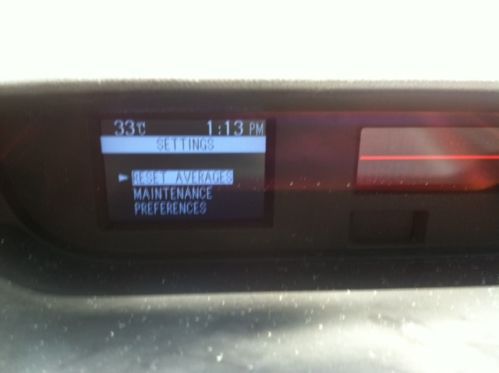 33℃ 1:13 PM
SETTINGS
RESET AVERAGES
MAINTENANCE
PREFERENCES